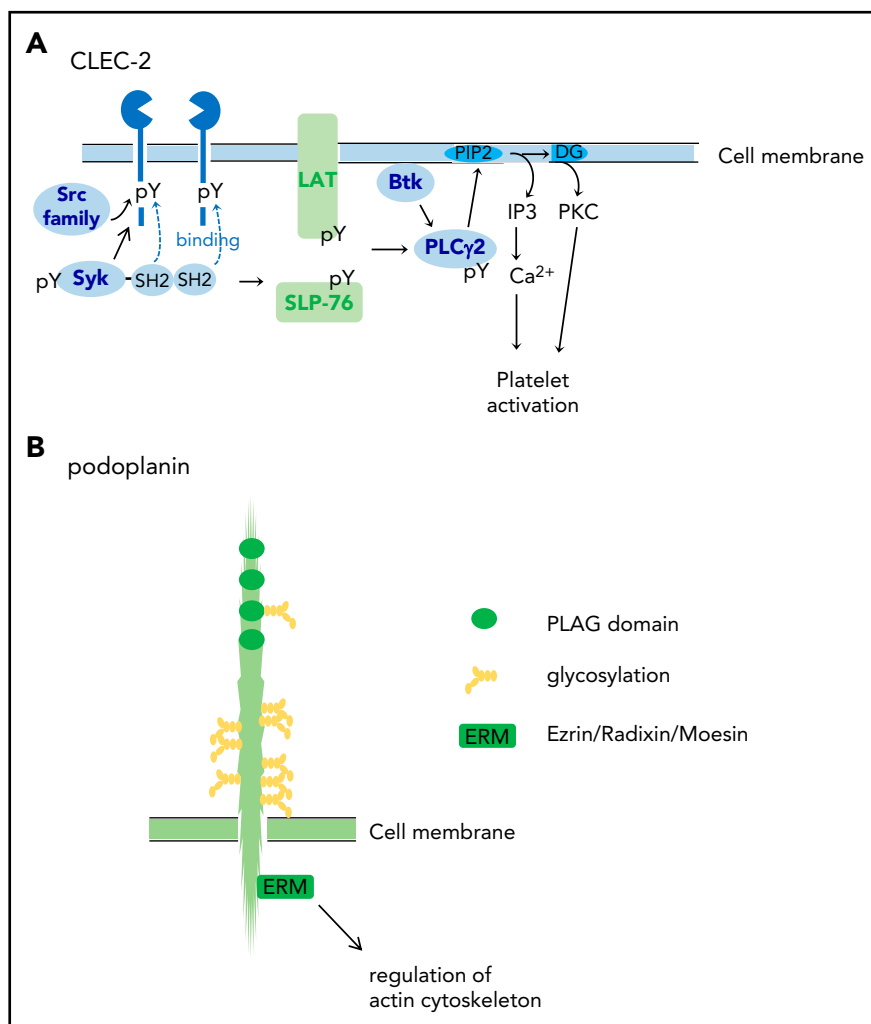 A
CLEC-2
Cell membrane
PIP2
DG
LAT
Btk
Src
family
pY
pY
IP3
PKC
binding
pY
PLCγ2
pY
pY
Syk
SH2
SH2
pY
SLP-76
Ca²⁺
Platelet
activation
B
podoplanin
PLAG domain
glycosylation
ERM
Ezrin/Radixin/Moesin
Cell membrane
ERM
regulation of
actin cytoskeleton